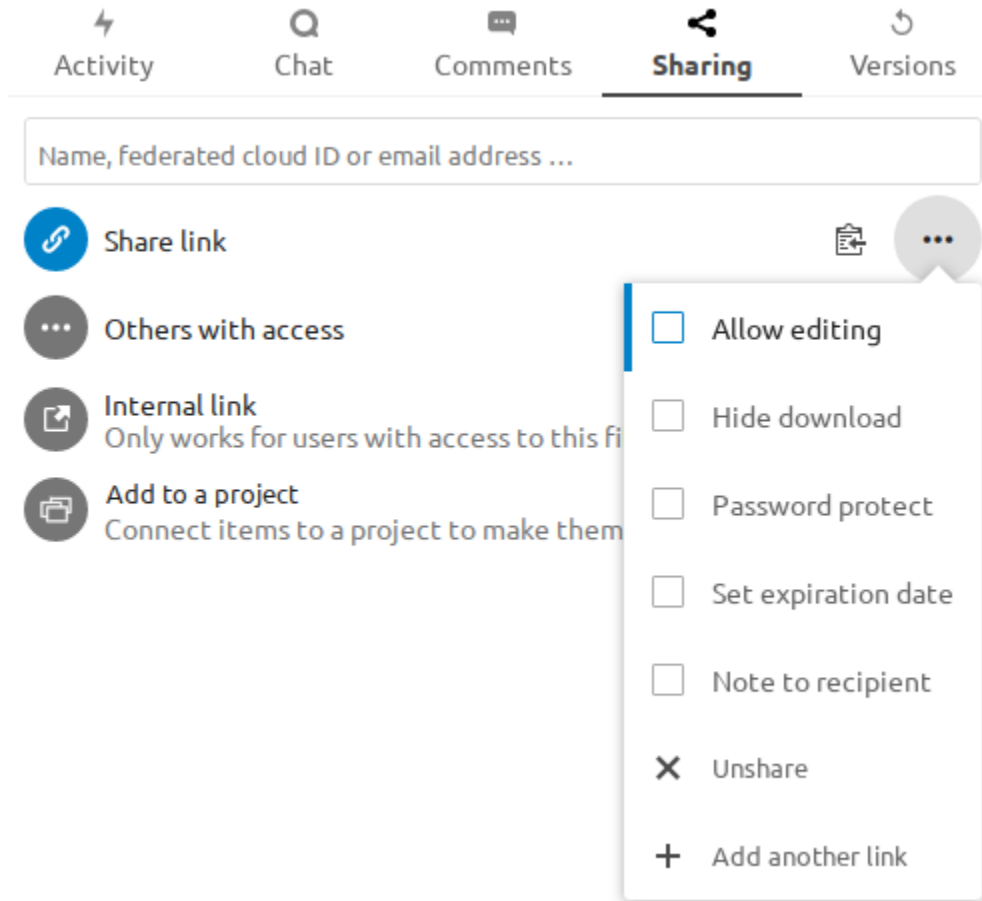 Activity
Chat
Comments
Sharing
Versions
Name, federated cloud ID or email address ...
Share link
Others with access
Internal link
Only works for users with access to this fi
Add to a project
Connect items to a project to make them
Allow editing
Hide download
Password protect
Set expiration date
Note to recipient
Unshare
Add another link